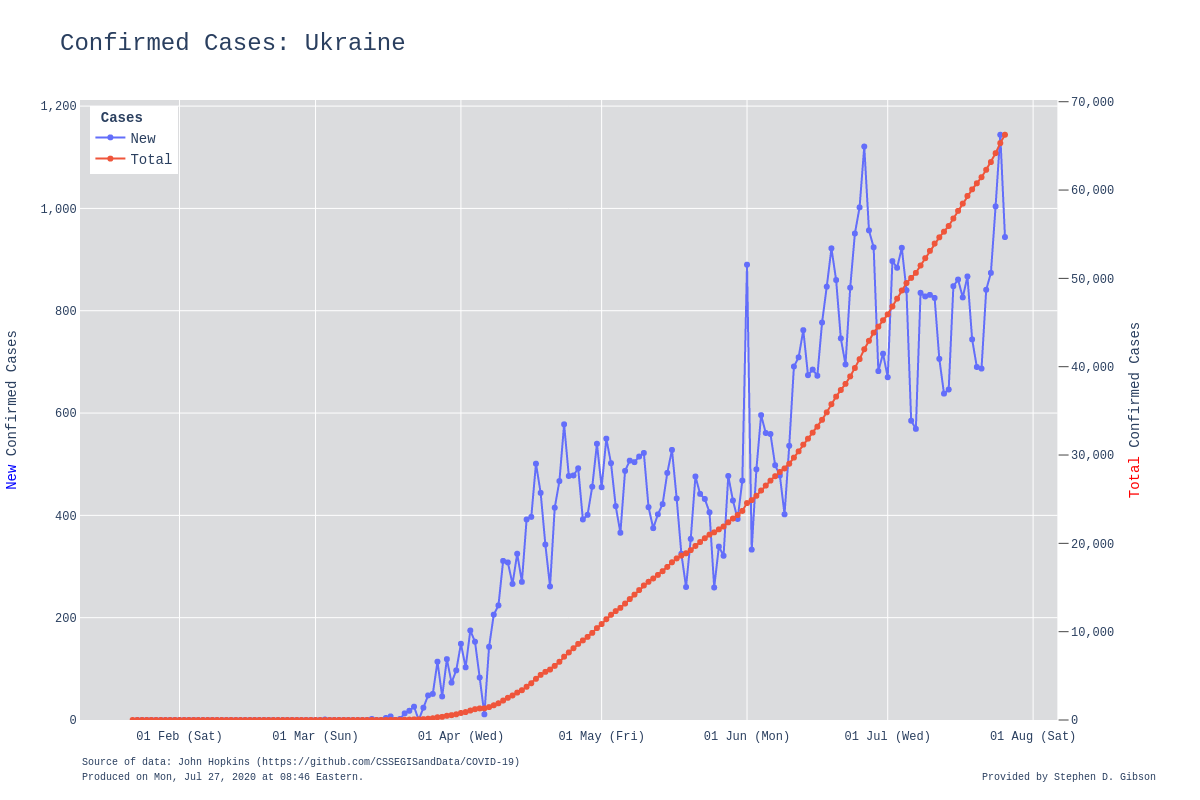 Confirmed Cases: Ukraine
Cases
New
Total
1,200
1,000
800
600
400
200
0
70,000
60,000
50,000
40,000
30,000
20,000
10,000
0
New Confirmed Cases
Total Confirmed Cases
01 Feb (Sat)
01 Mar (Sun)
01 Apr (Wed)
01 May (Fri)
01 Jun (Mon)
01 Jul (Wed)
01 Aug (Sat)
Source of data: John Hopkins (https://github.com/CSSEGISandData/COVID-19)
Produced on Mon, Jul 27, 2020 at 08:46 Eastern.
Provided by Stephen D. Gibson